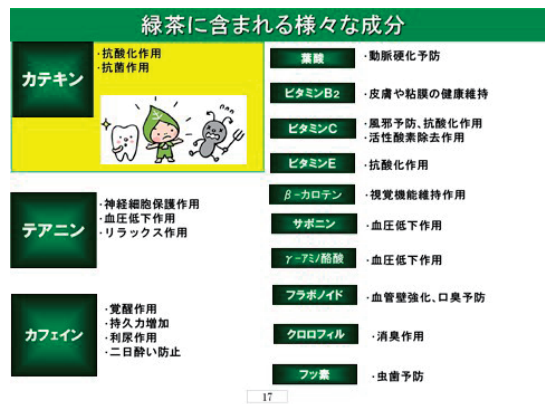 緑茶に含まれる様々な成分
カテキン
・抗酸化作用
・抗菌作用
テアニン
・神経細胞保護作用
・血圧低下作用
・リラックス作用
カフェイン
・覚醒作用
・持久力増加
・利尿作用
・二日酔い防止
葉酸
・動脈硬化予防
ビタミンB2
・皮膚や粘膜の健康維持
ビタミンC
・風邪予防、抗酸化作用
・活性酸素除去作用
ビタミンE
・抗酸化作用
β-カロテン
・視覚機能維持作用
サポニン
・血圧低下作用
γ-アミノ酪酸
・血圧低下作用
フラボノイド
・血管壁強化、口臭予防
クロロフィル
・消臭作用
フッ素
・虫歯予防
17